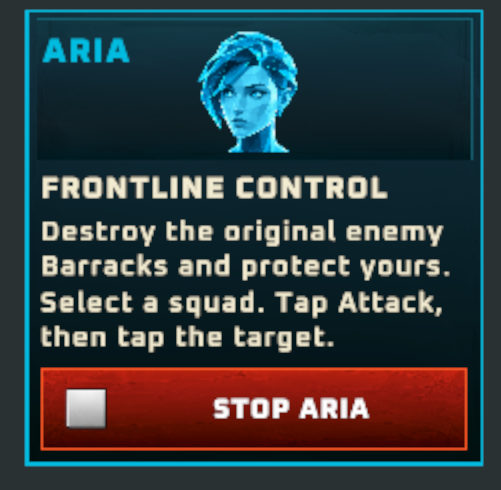 ARIA
FRONTLINE CONTROL
Destroy the original enemy
Barracks and protect yours.
Select a squad. Tap Attack,
then tap the target.
STOP ARIA